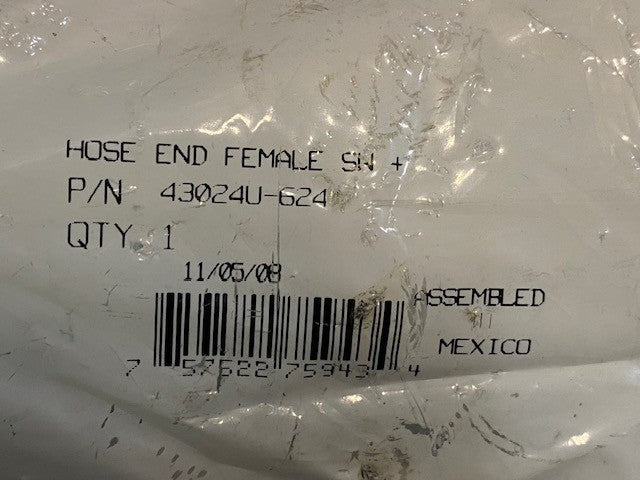 HOSE END FEMALE SW +
P/N 43024U-624
QTY 1
11/05/08
ASSEMBLED
MEXICO
7 57622 75943 4